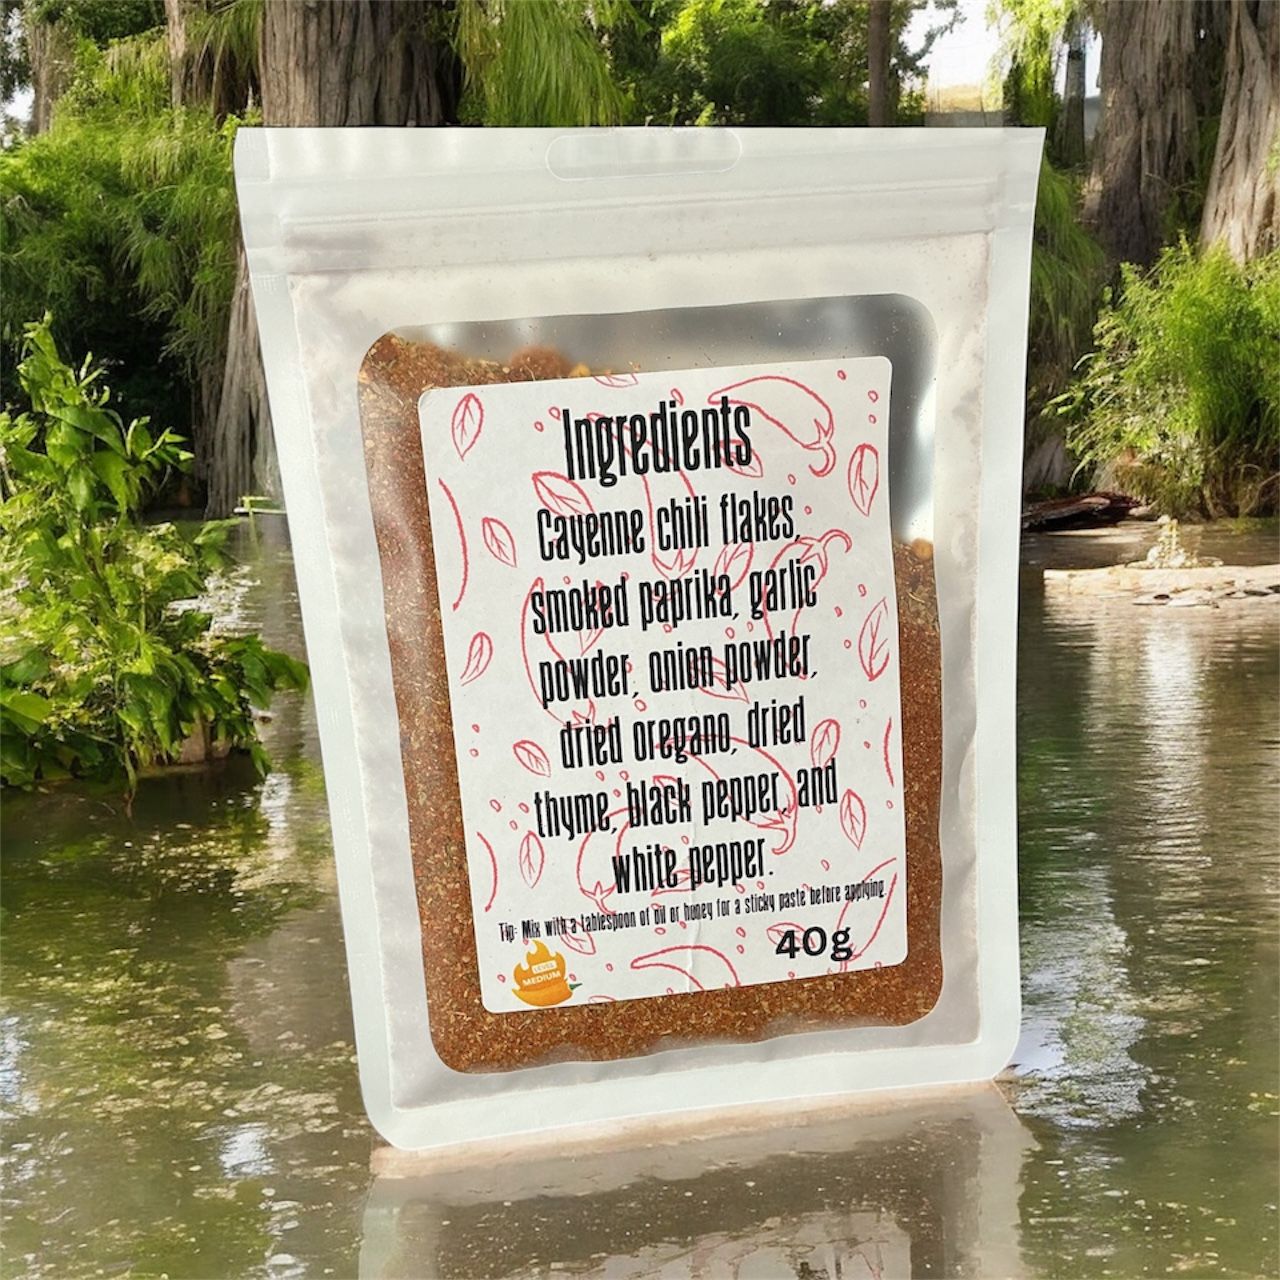 Ingredients
Cayenne chili flakes,
smoked paprika, garlic
powder, onion powder,
dried oregano, dried
thyme, black pepper, and
white pepper.
Tip: Mix with a tablespoon of oil or honey for a sticky paste before applying.
40g
LEVEL
MEDIUM